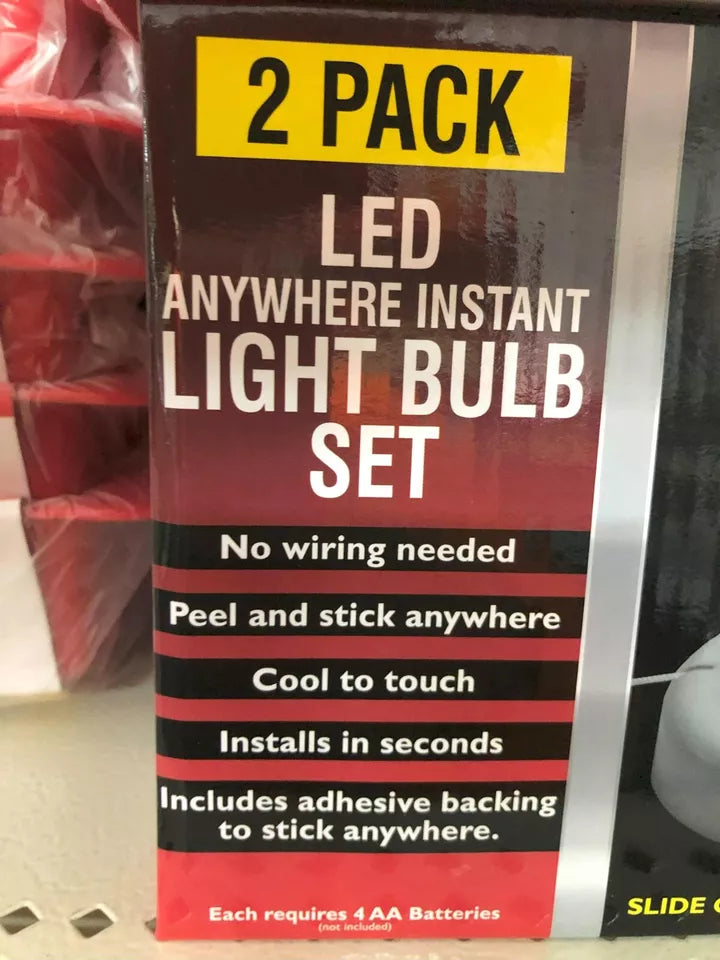 2 PACK
LED
ANYWHERE INSTANT
LIGHT BULB
SET
No wiring needed
Peel and stick anywhere
Cool to touch
Installs in seconds
Includes adhesive backing
to stick anywhere.
Each requires 4 AA Batteries
(not included)
SLIDE